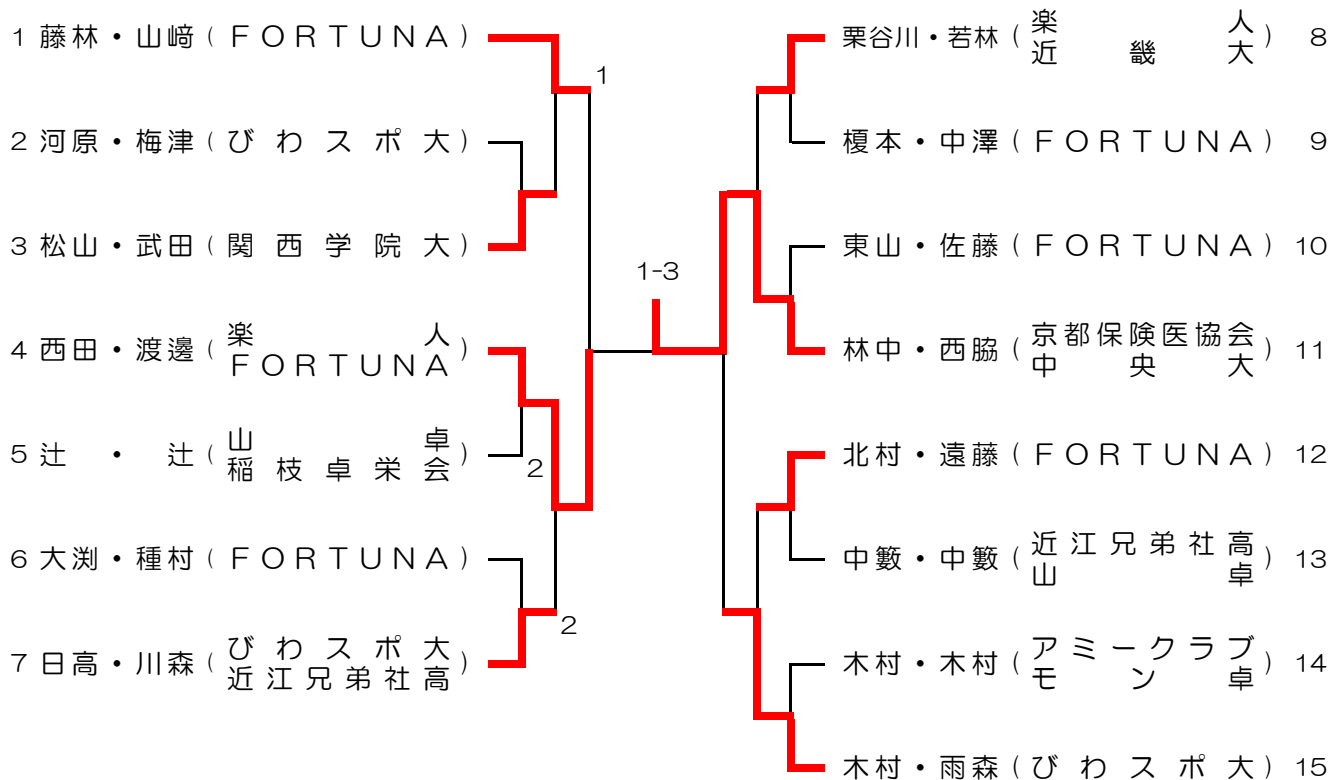 1 藤林・山﨑（FORTUNA）
2 河原・梅津（びわスポ大）
3 松山・武田（関西学院大）
4 西田・渡邊（楽人
FORTUNA）
5 辻・辻（山卓
稲枝卓栄会）
6 大渕・種村（FORTUNA）
7 日高・川森（びわスポ大
近江兄弟社高）
1
2
2
1-3
栗谷川・若林（楽人
近畿大） 8
榎本・中澤（FORTUNA） 9
東山・佐藤（FORTUNA） 10
林中・西脇（京都保険医協会
中央大） 11
北村・遠藤（FORTUNA） 12
中籔・中籔（近江兄弟社高
山卓） 13
木村・木村（アミークラブ
モン卓） 14
木村・雨森（びわスポ大） 15